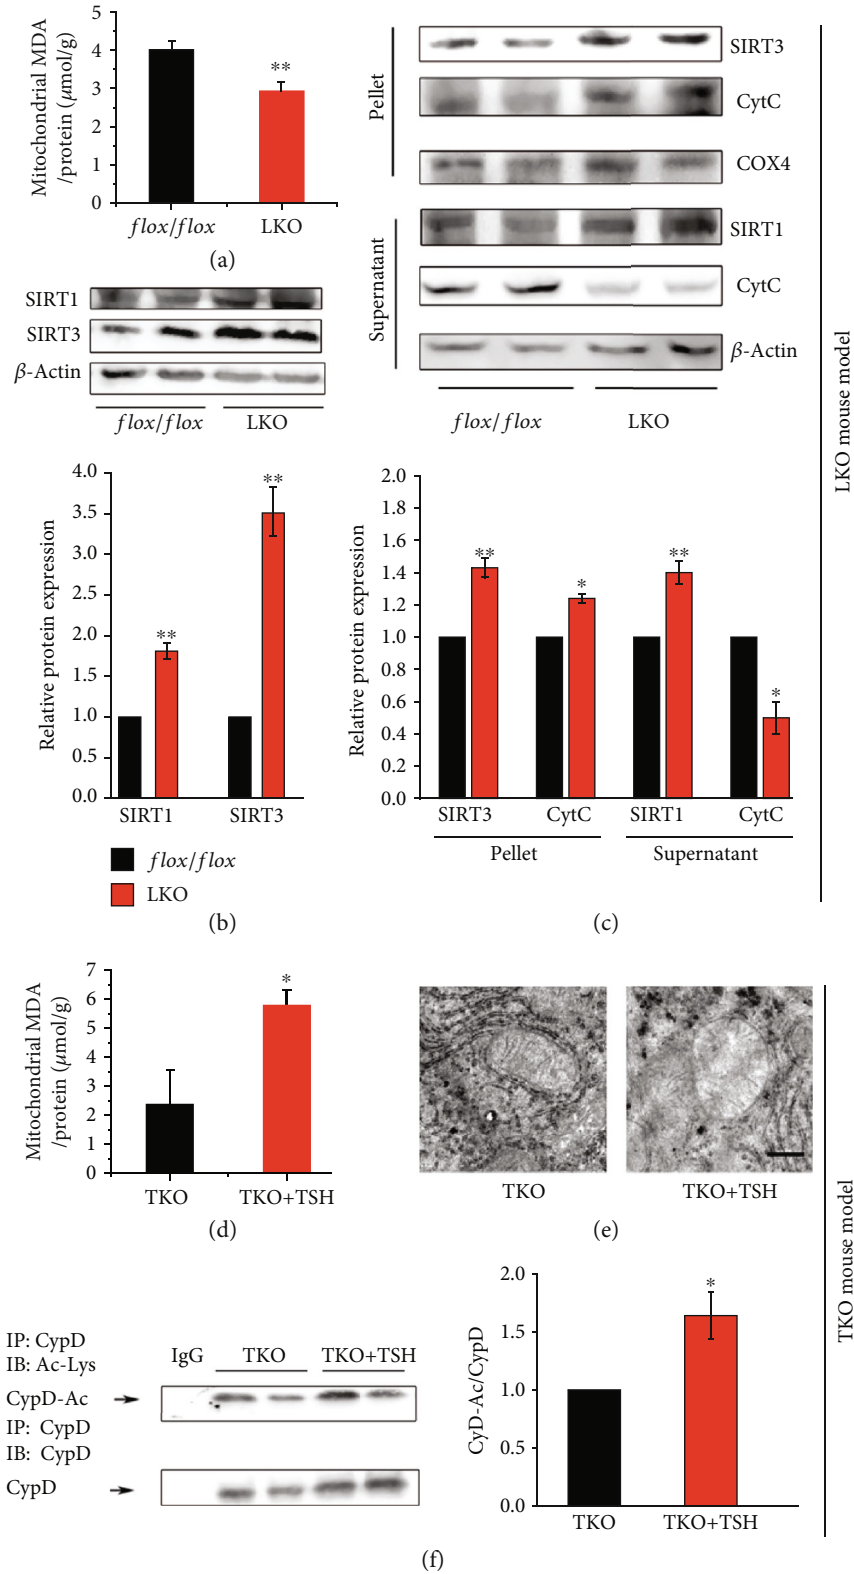 5
4
3
2
1
0
Mitochondrial MDA
/protein (μmol/g)
**
flox/flox
LKO
(a)
SIRT1
SIRT3
β-Actin
flox/flox
LKO
Pellet
Supernatant
SIRT3
CytC
COX4
SIRT1
CytC
β-Actin
flox/flox
LKO
4.0
3.5
3.0
2.5
2.0
1.5
1.0
0.5
0.0
Relative protein expression
**
**
SIRT1
SIRT3
flox/flox
LKO
(b)
2.0
1.8
1.6
1.4
1.2
1.0
0.8
0.6
0.4
0.2
0.0
Relative protein expression
**
*
**
*
SIRT3
CytC
SIRT1
CytC
Pellet
Supernatant
(c)
LKO mouse model
7
6
5
4
3
2
1
0
Mitochondrial MDA
/protein (μmol/g)
*
TKO
TKO+TSH
(d)
TKO
TKO+TSH
(e)
IP: CypD
IB: Ac-Lys
IgG
TKO
TKO+TSH
CypD-Ac
IP: CypD
IB: CypD
CypD
2.0
1.5
1.0
0.5
0.0
CyD-Ac/CypD
*
TKO
TKO+TSH
(f)
TKO mouse model